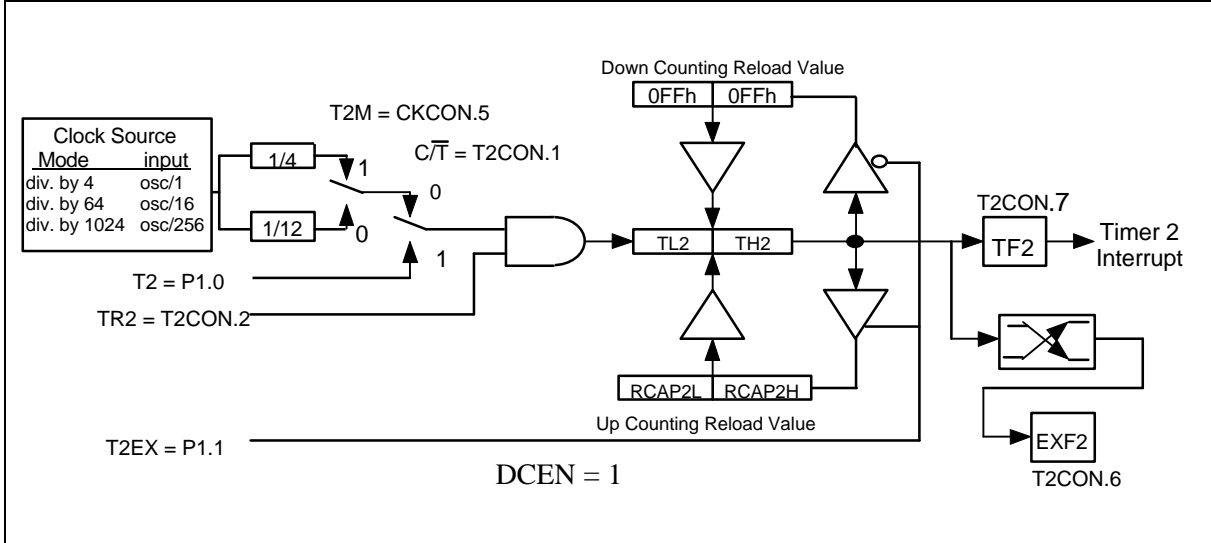 Down Counting Reload Value
0FFh 0FFh
T2M = CKCON.5
Clock Source
Mode input
div. by 4 osc/1
div. by 64 osc/16
div. by 1024 osc/256
1/4
1/12
1
0
C/T̅ = T2CON.1
0
1
T2 = P1.0
TR2 = T2CON.2
TL2 TH2
T2CON.7
TF2
Timer 2
Interrupt
RCAP2L RCAP2H
Up Counting Reload Value
T2EX = P1.1
EXF2
T2CON.6
DCEN = 1